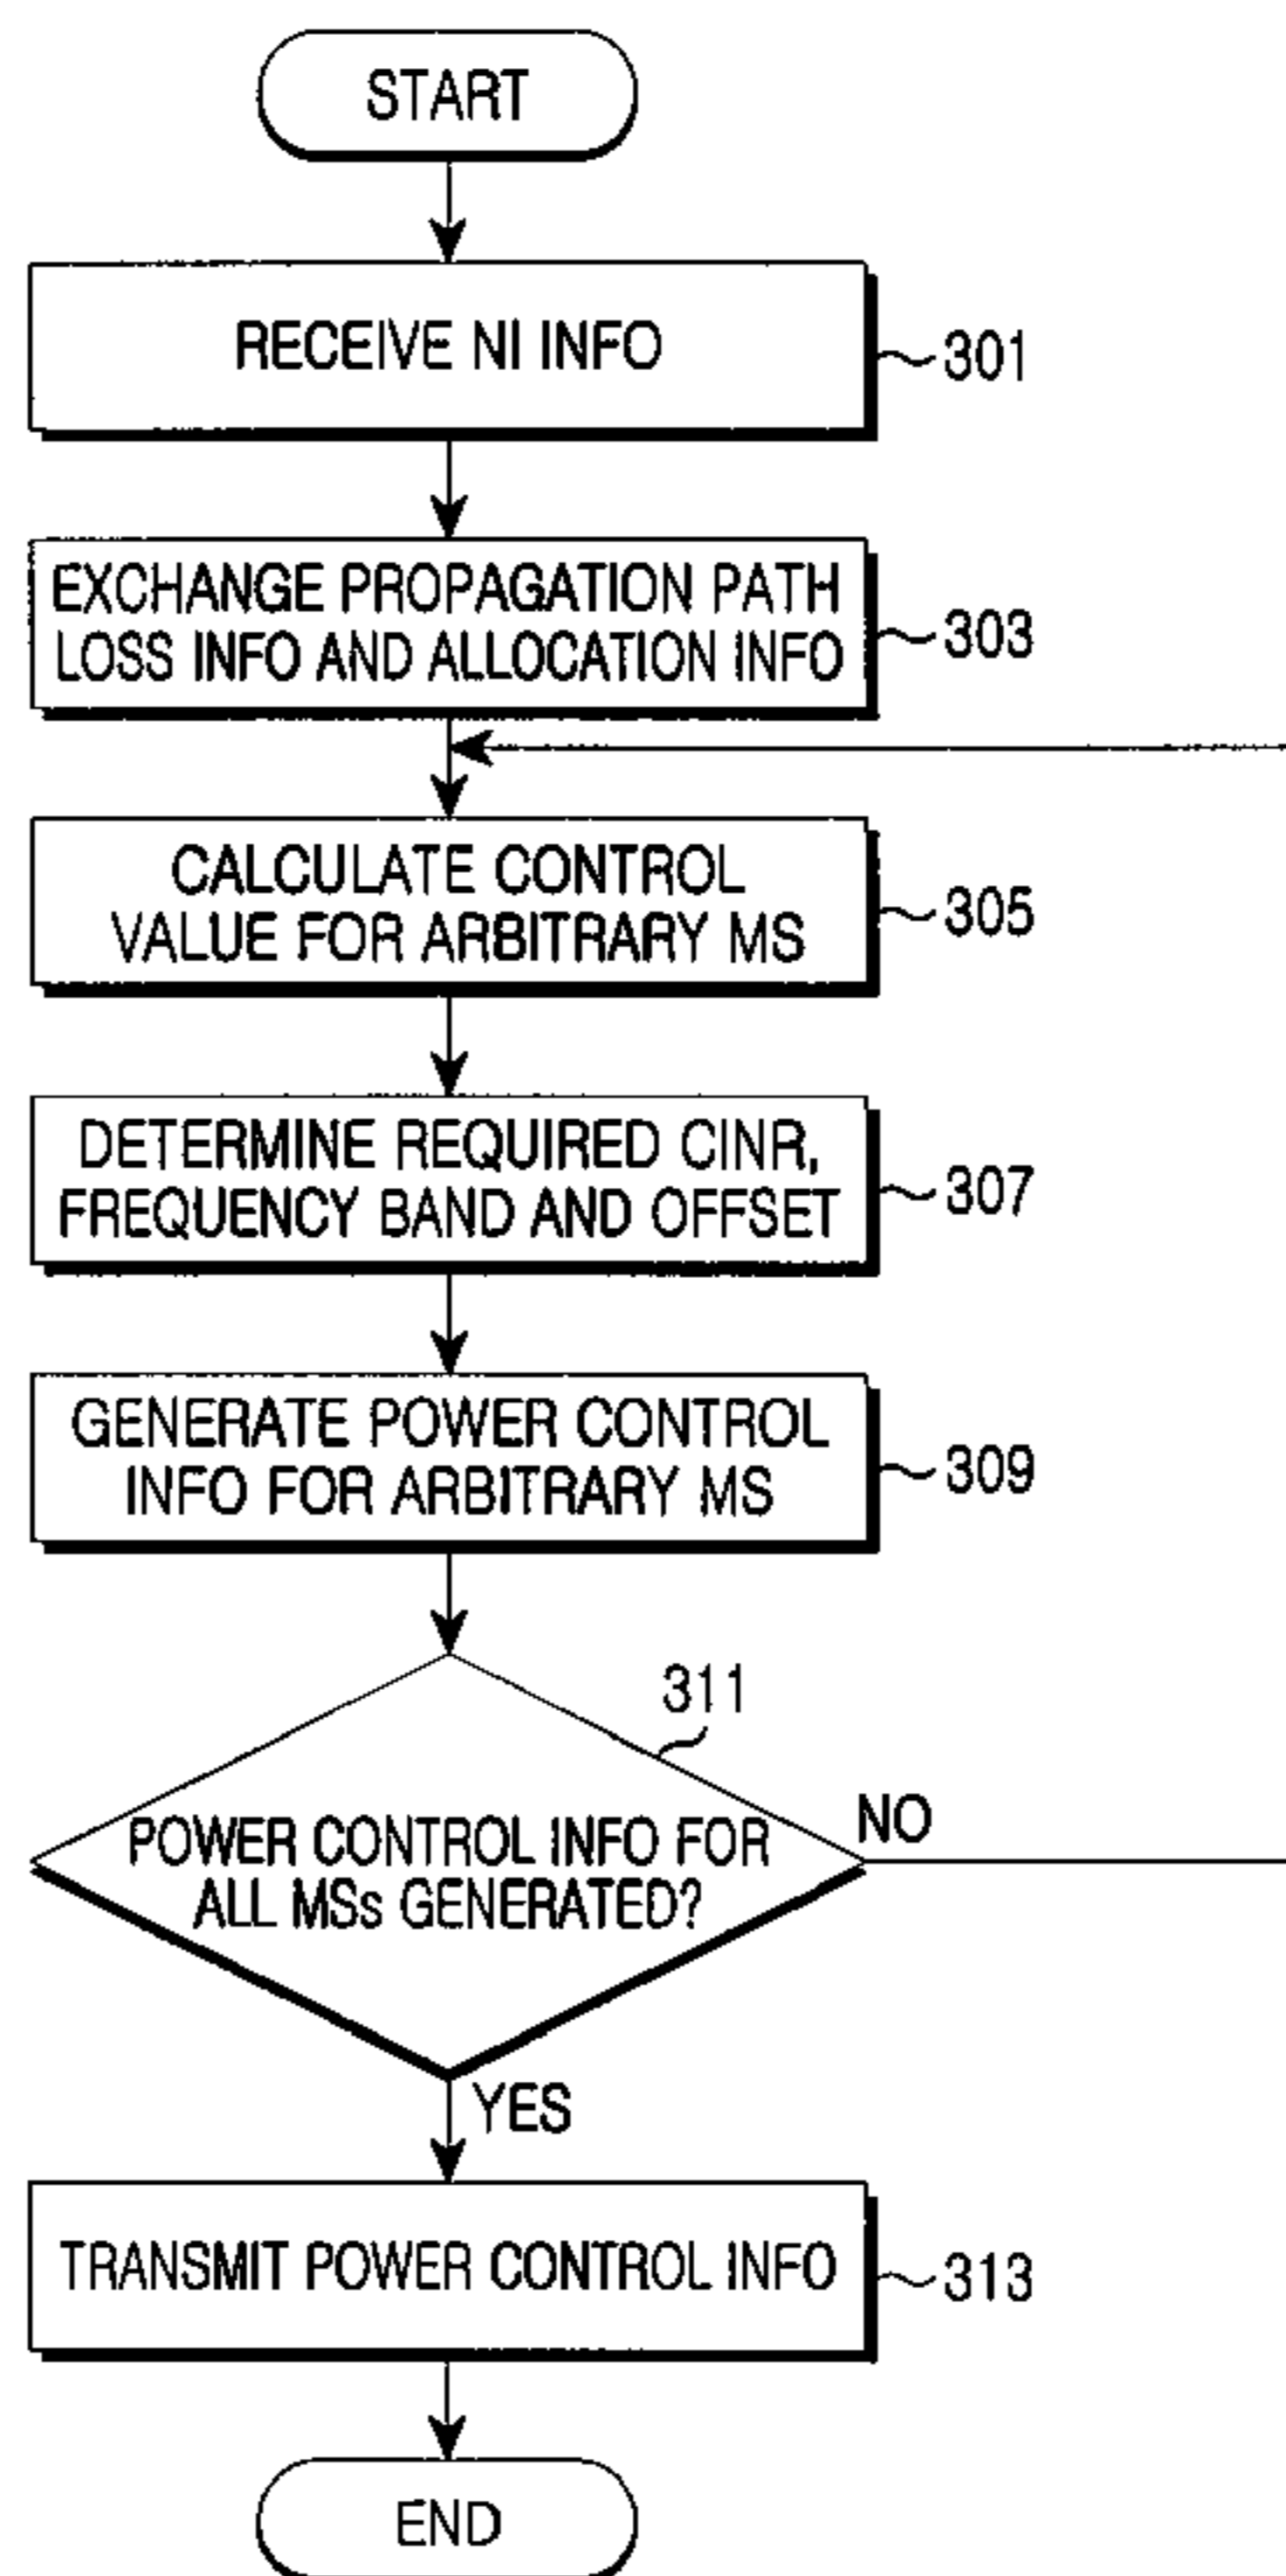 START
RECEIVE NI INFO
301
EXCHANGE PROPAGATION PATH
LOSS INFO AND ALLOCATION INFO
303
CALCULATE CONTROL
VALUE FOR ARBITRARY MS
305
DETERMINE REQUIRED CINR,
FREQUENCY BAND AND OFFSET
307
GENERATE POWER CONTROL
INFO FOR ARBITRARY MS
309
311
POWER CONTROL INFO FOR
ALL MSs GENERATED?
NO
YES
TRANSMIT POWER CONTROL INFO
313
END